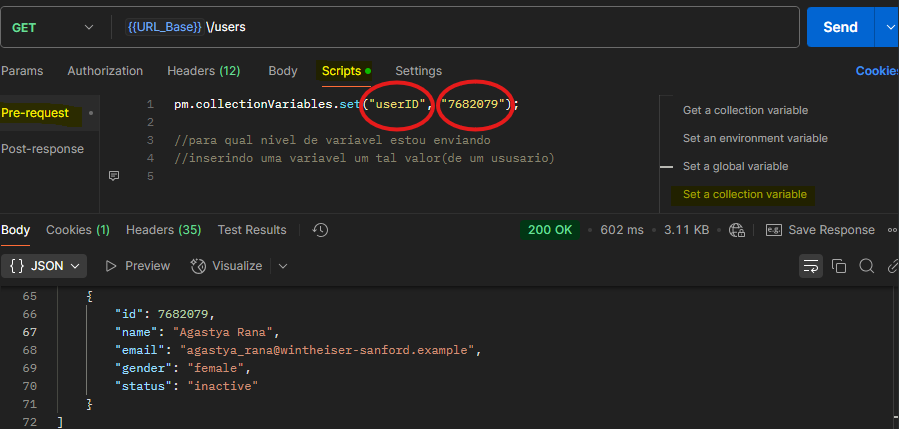 GET {{URL_Base}} \/users Send
Params Authorization Headers (12) Body Scripts Settings Cookies
Pre-request
Post-response
1 pm.collectionVariables.set("userID", "7682079");
2
3 //para qual nivel de variavel estou enviando
4 //inserindo uma variavel um tal valor(de um ususario)
5
Get a collection variable
Set an environment variable
Set a global variable
Set a collection variable
Body Cookies (1) Headers (35) Test Results 200 OK • 602 ms • 3.11 KB • e.g. Save Response
{} JSON Preview Visualize
65 {
66 "id": 7682079,
67 "name": "Agastya Rana",
68 "email": "agastya_rana@wintheiser-sanford.example",
69 "gender": "female",
70 "status": "inactive"
71 }
72 ]